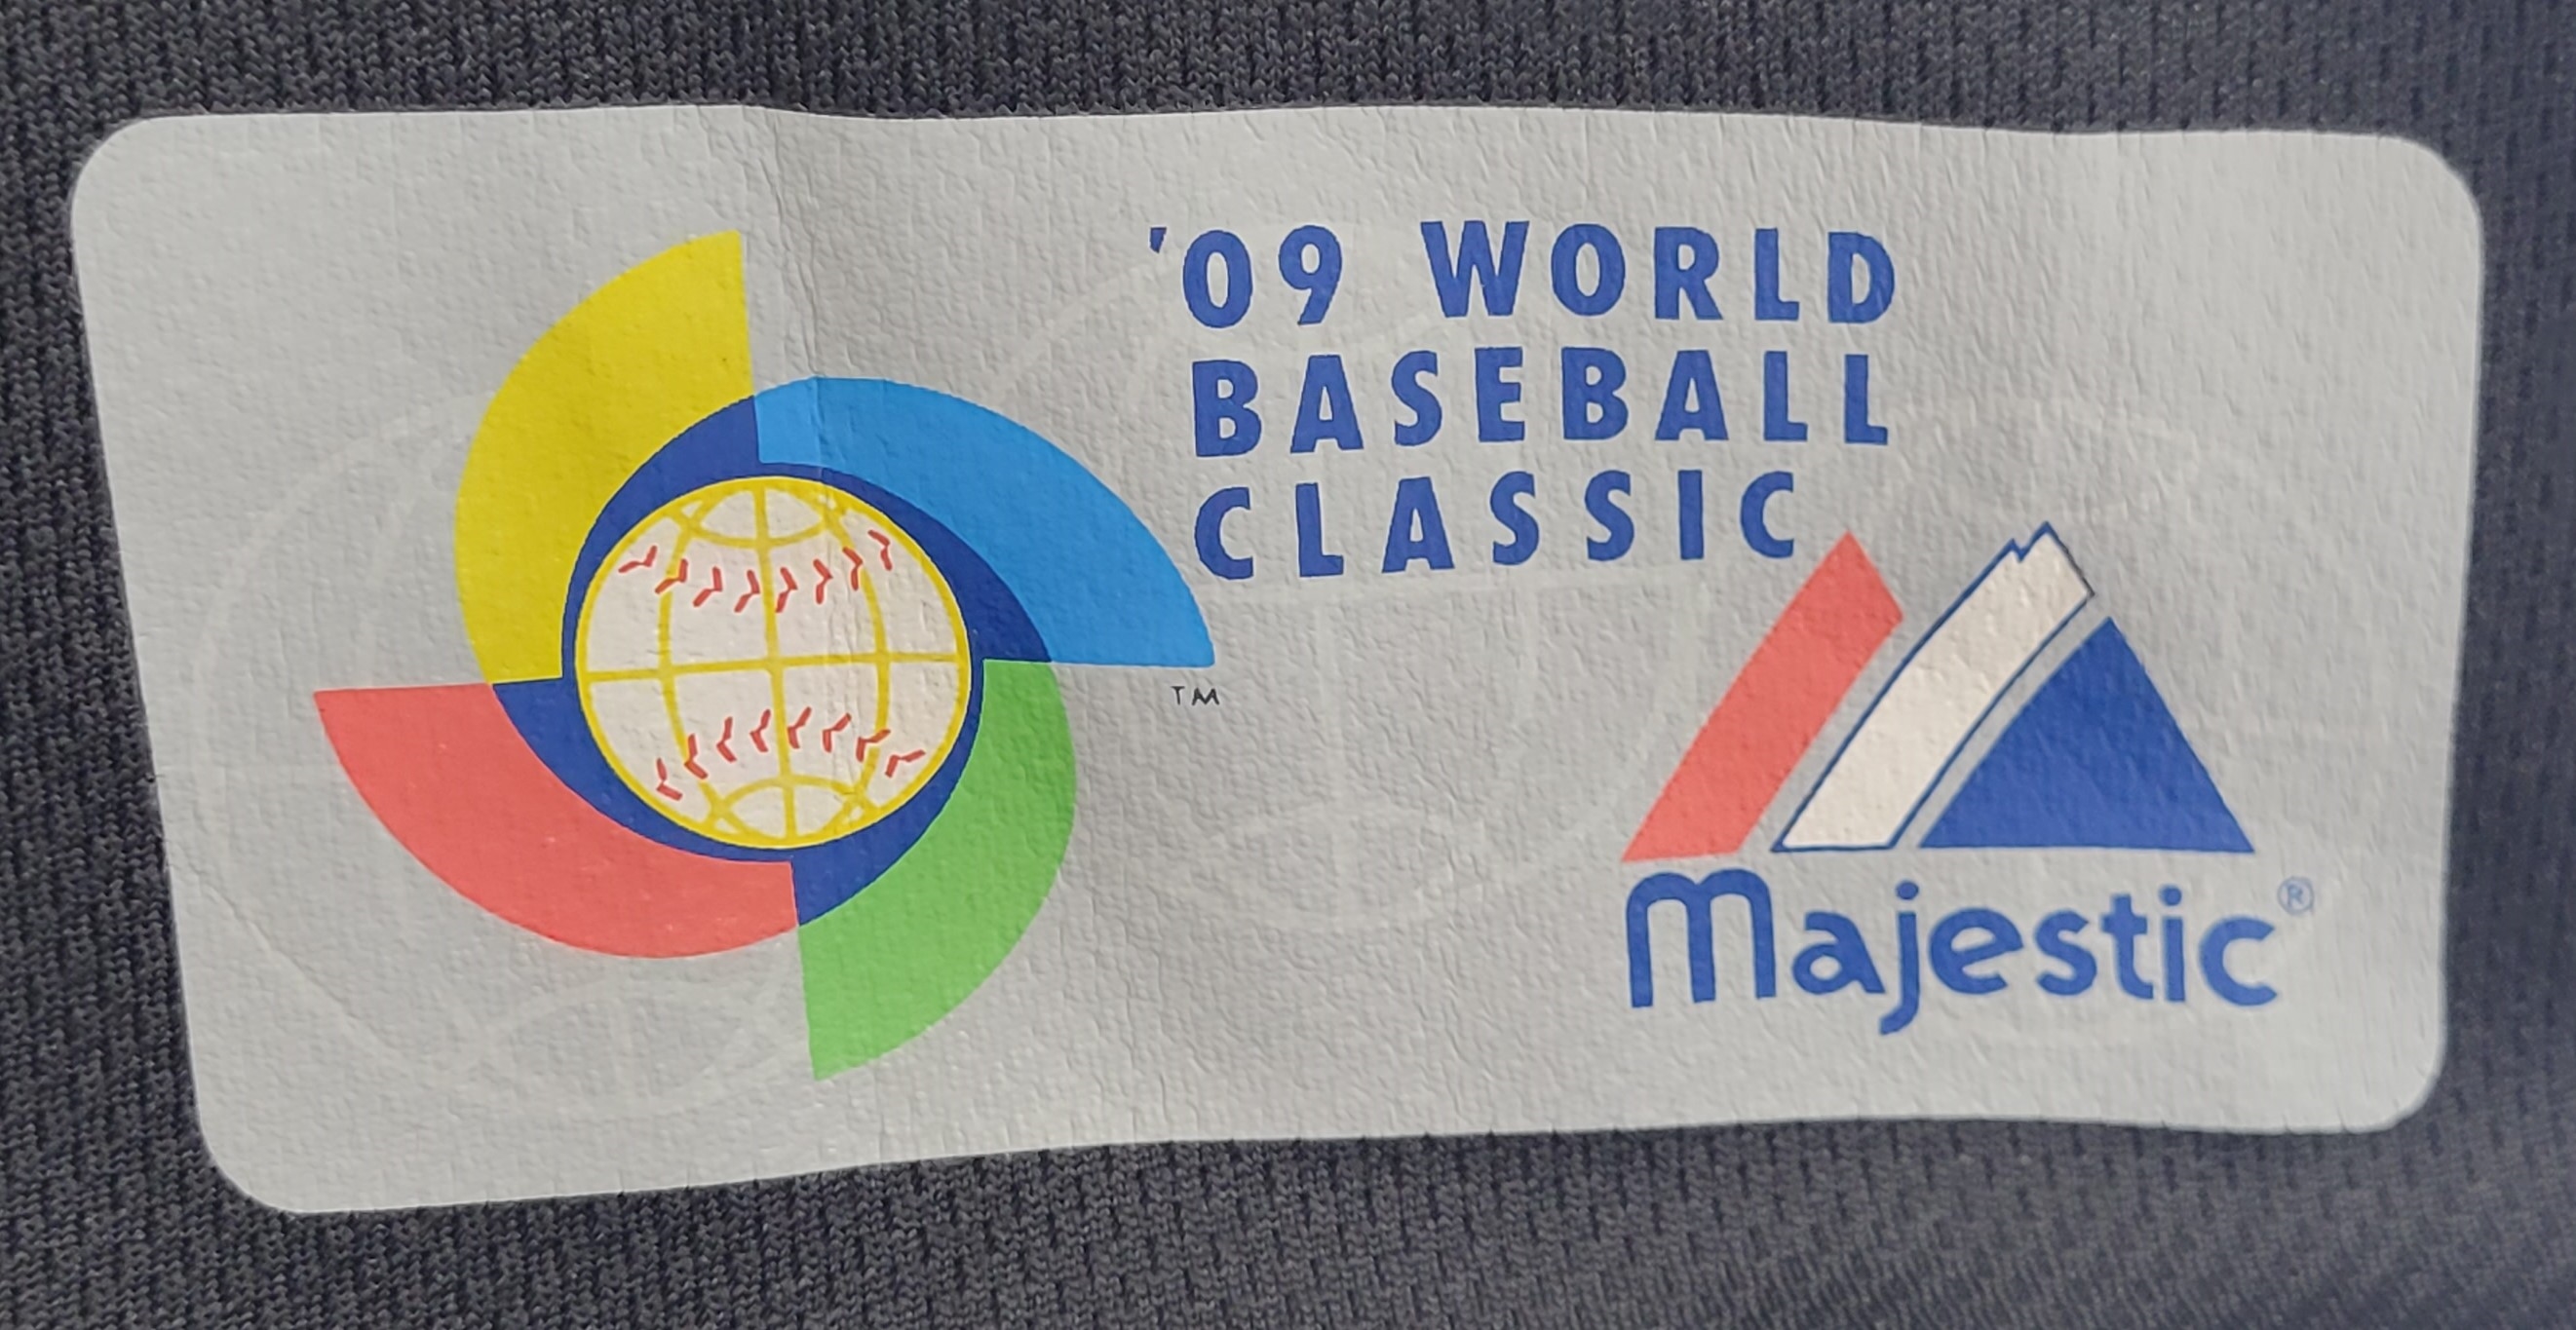 '09 WORLD
BASEBALL
CLASSIC
TM
majestic®